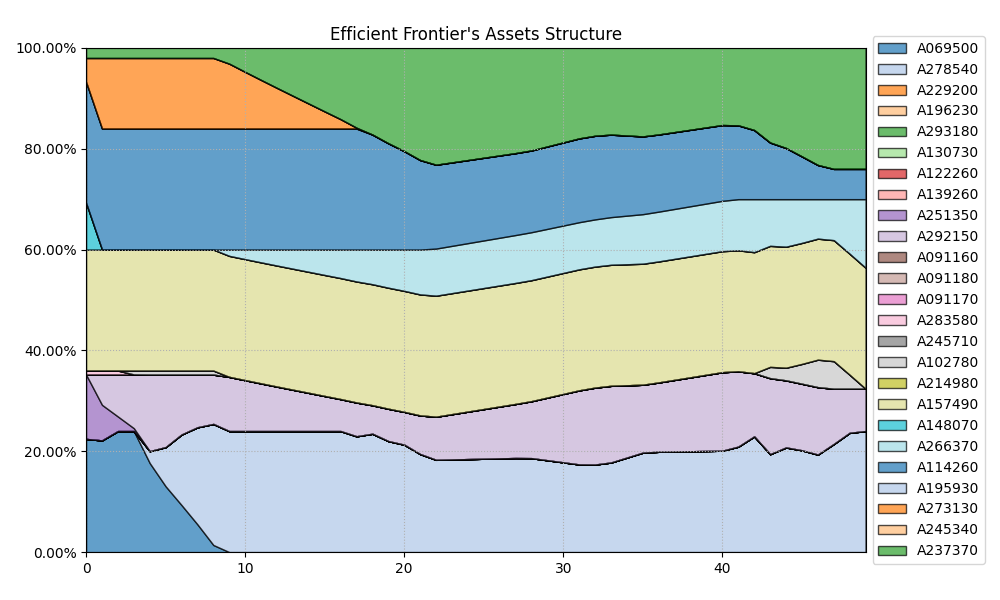 Efficient Frontier's Assets Structure
100.00%
80.00%
60.00%
40.00%
20.00%
0.00%
0
10
20
30
40
A069500
A278540
A229200
A196230
A293180
A130730
A122260
A139260
A251350
A292150
A091160
A091180
A091170
A283580
A245710
A102780
A214980
A157490
A148070
A266370
A114260
A195930
A273130
A245340
A237370